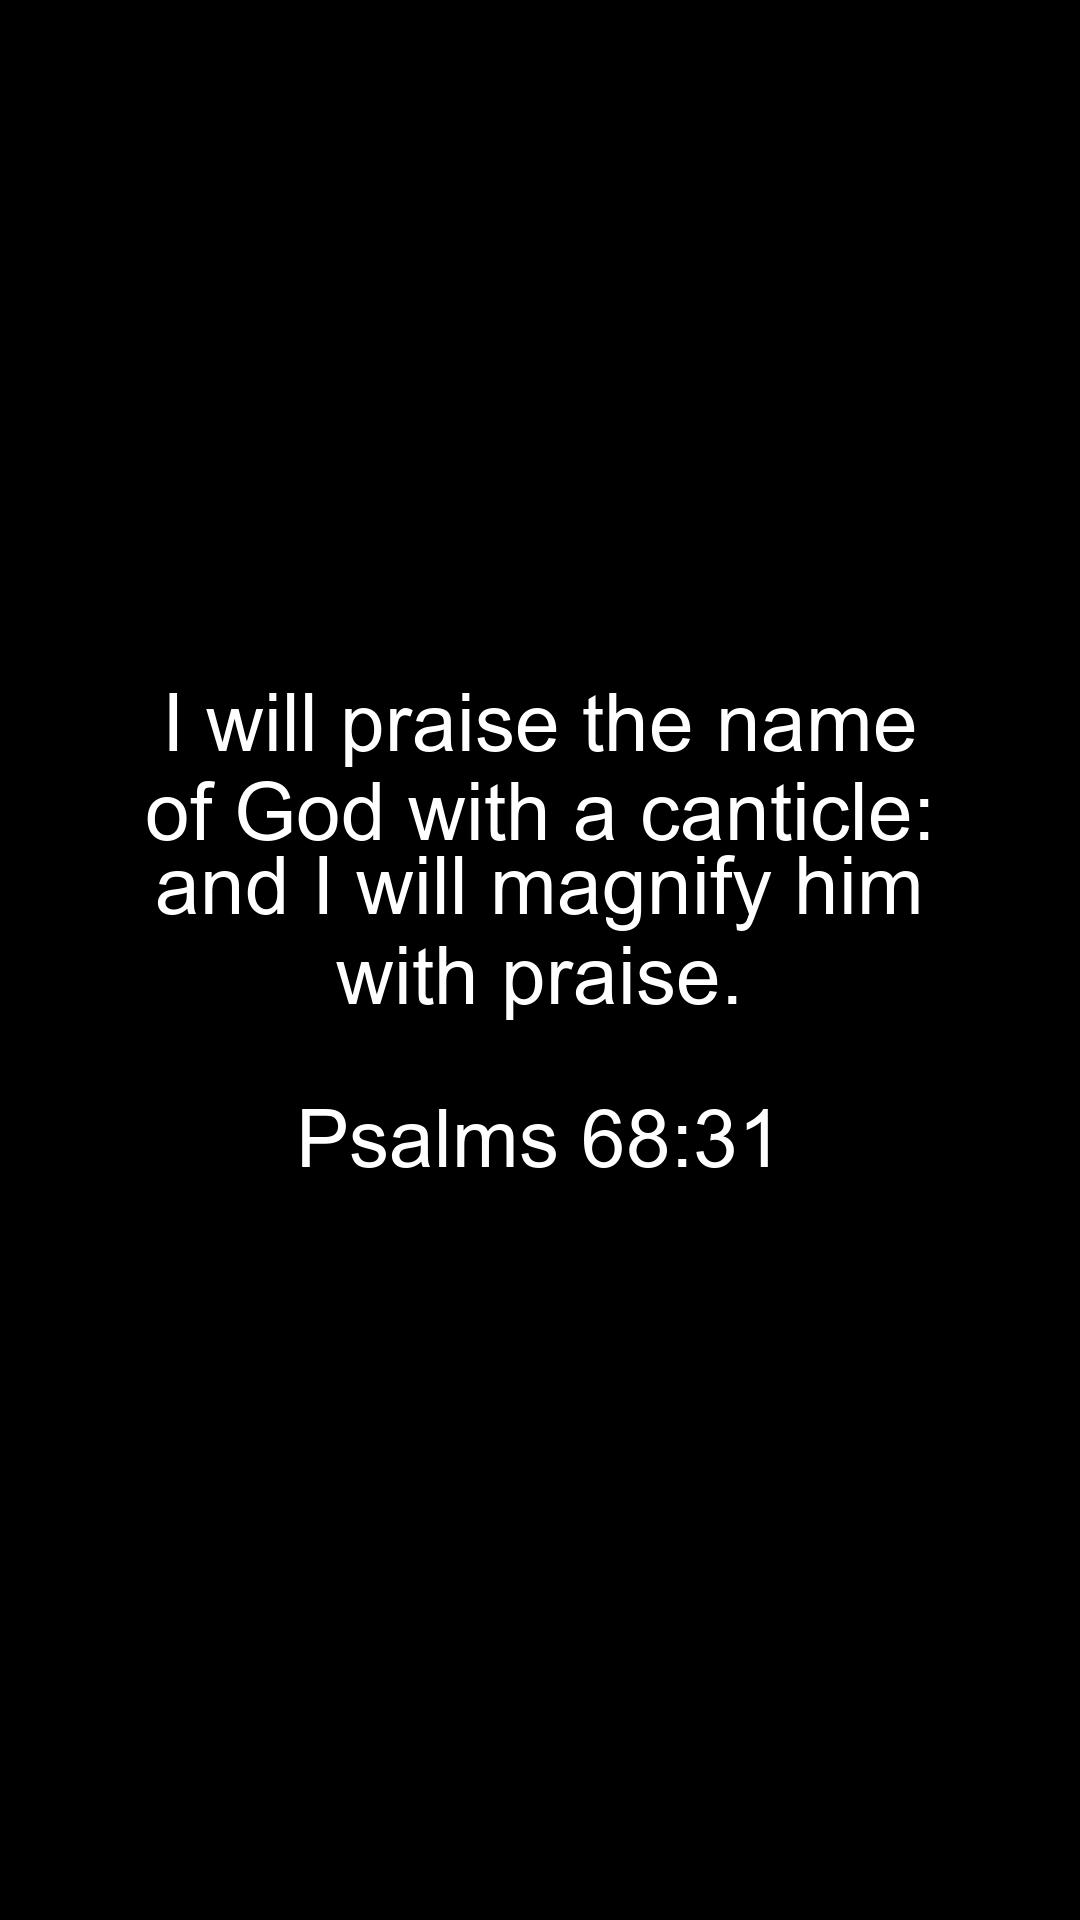 I will praise the name
of God with a canticle:
and I will magnify him
with praise.
Psalms 68:31